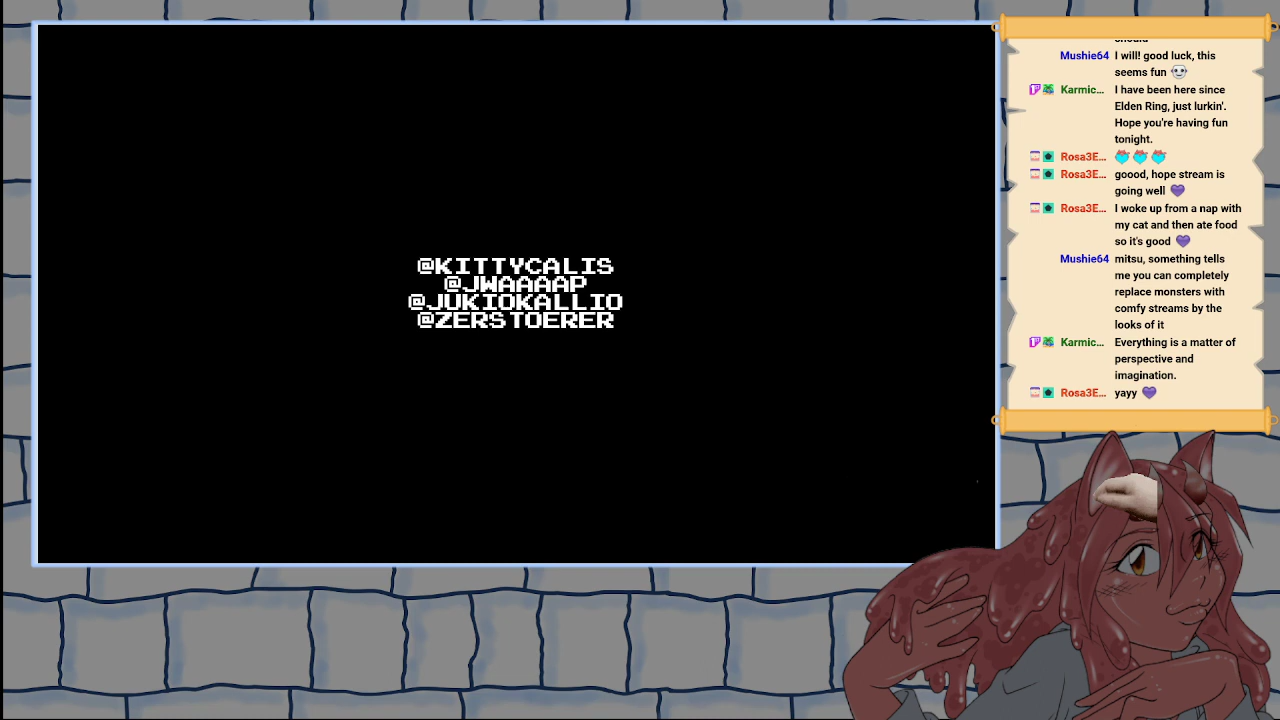 @KITTYCALIS
@JWAAAAP
@JUKIOKALLIO
@ZERSTOERER
should
Mushie64 I will! good luck, this
seems fun
Karmic... I have been here since
Elden Ring, just lurkin'.
Hope you're having fun
tonight.
Rosa3E...
Rosa3E... goood, hope stream is
going well
Rosa3E... I woke up from a nap with
my cat and then ate food
so it's good
Mushie64 mitsu, something tells
me you can completely
replace monsters with
comfy streams by the
looks of it
Karmic... Everything is a matter of
perspective and
imagination.
Rosa3E... yayy